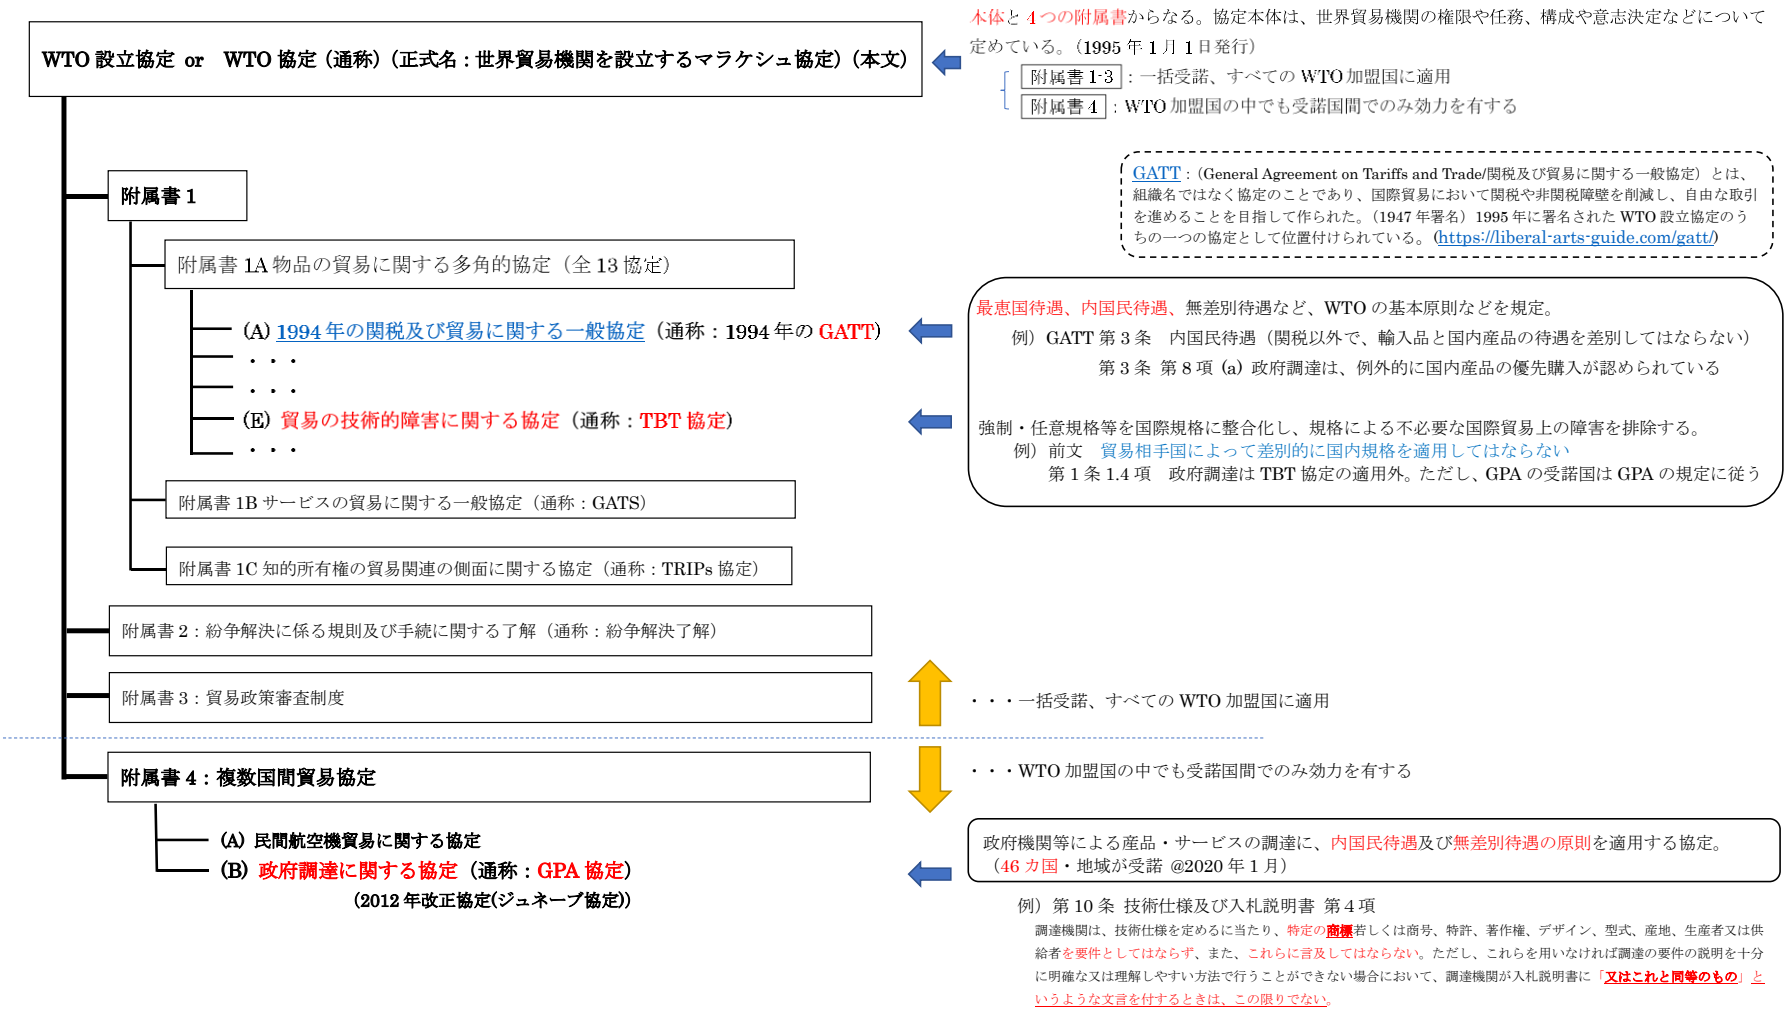 本体と４つの附属書からなる。協定本体は、世界貿易機関の権限や任務、構成や意志決定などについて
定めている。（1995 年 1 月 1 日発行）
WTO 設立協定 or　WTO 協定（通称）（正式名：世界貿易機関を設立するマラケシュ協定）（本文）
附属書 1-3：一括受諾、すべての WTO 加盟国に適用
附属書 4：WTO 加盟国の中でも受諾国間でのみ効力を有する
附属書 1
GATT：（General Agreement on Tariffs and Trade/関税及び貿易に関する一般協定）とは、
組織名ではなく協定のことであり、国際貿易において関税や非関税障壁を削減し、自由な取引
を進めることを目指して作られた。（1947 年署名）1995 年に署名された WTO 設立協定のう
ちの一つの協定として位置付けられている。(https://liberal-arts-guide.com/gatt/)
附属書 1A 物品の貿易に関する多角的協定（全 13 協定）
(A) 1994 年の関税及び貿易に関する一般協定（通称：1994 年の GATT）
・・・
・・・
(E) 貿易の技術的障害に関する協定（通称：TBT 協定）
・・・
最恵国待遇、内国民待遇、無差別待遇など、WTO の基本原則などを規定。
例）GATT 第 3 条　内国民待遇（関税以外で、輸入品と国内産品の待遇を差別してはならない）
第 3 条 第 8 項 (a) 政府調達は、例外的に国内産品の優先購入が認められている
強制・任意規格等を国際規格に整合化し、規格による不必要な国際貿易上の障害を排除する。
例）前文　貿易相手国によって差別的に国内規格を適用してはならない
第 1 条 1.4 項　政府調達は TBT 協定の適用外。ただし、GPA の受諾国は GPA の規定に従う
附属書 1B サービスの貿易に関する一般協定（通称：GATS）
附属書 1C 知的所有権の貿易関連の側面に関する協定（通称：TRIPs 協定）
附属書 2：紛争解決に係る規則及び手続に関する了解（通称：紛争解決了解）
附属書 3：貿易政策審査制度
・・・一括受諾、すべての WTO 加盟国に適用
附属書 4：複数国間貿易協定
・・・WTO 加盟国の中でも受諾国間でのみ効力を有する
(A) 民間航空機貿易に関する協定
(B) 政府調達に関する協定（通称：GPA 協定）
（2012 年改正協定(ジュネーブ協定)）
政府機関等による産品・サービスの調達に、内国民待遇及び無差別待遇の原則を適用する協定。
（46 カ国・地域が受諾 @2020 年 1 月）
例）第 10 条 技術仕様及び入札説明書 第４項
調達機関は、技術仕様を定めるに当たり、特定の商標若しくは商号、特許、著作権、デザイン、型式、産地、生産者又は供
給者を要件としてはならず、また、これらに言及してはならない。ただし、これらを用いなければ調達の要件の説明を十分
に明確な又は理解しやすい方法で行うことができない場合において、調達機関が入札説明書に「又はこれと同等のもの」と
いうような文言を付するときは、この限りでない。